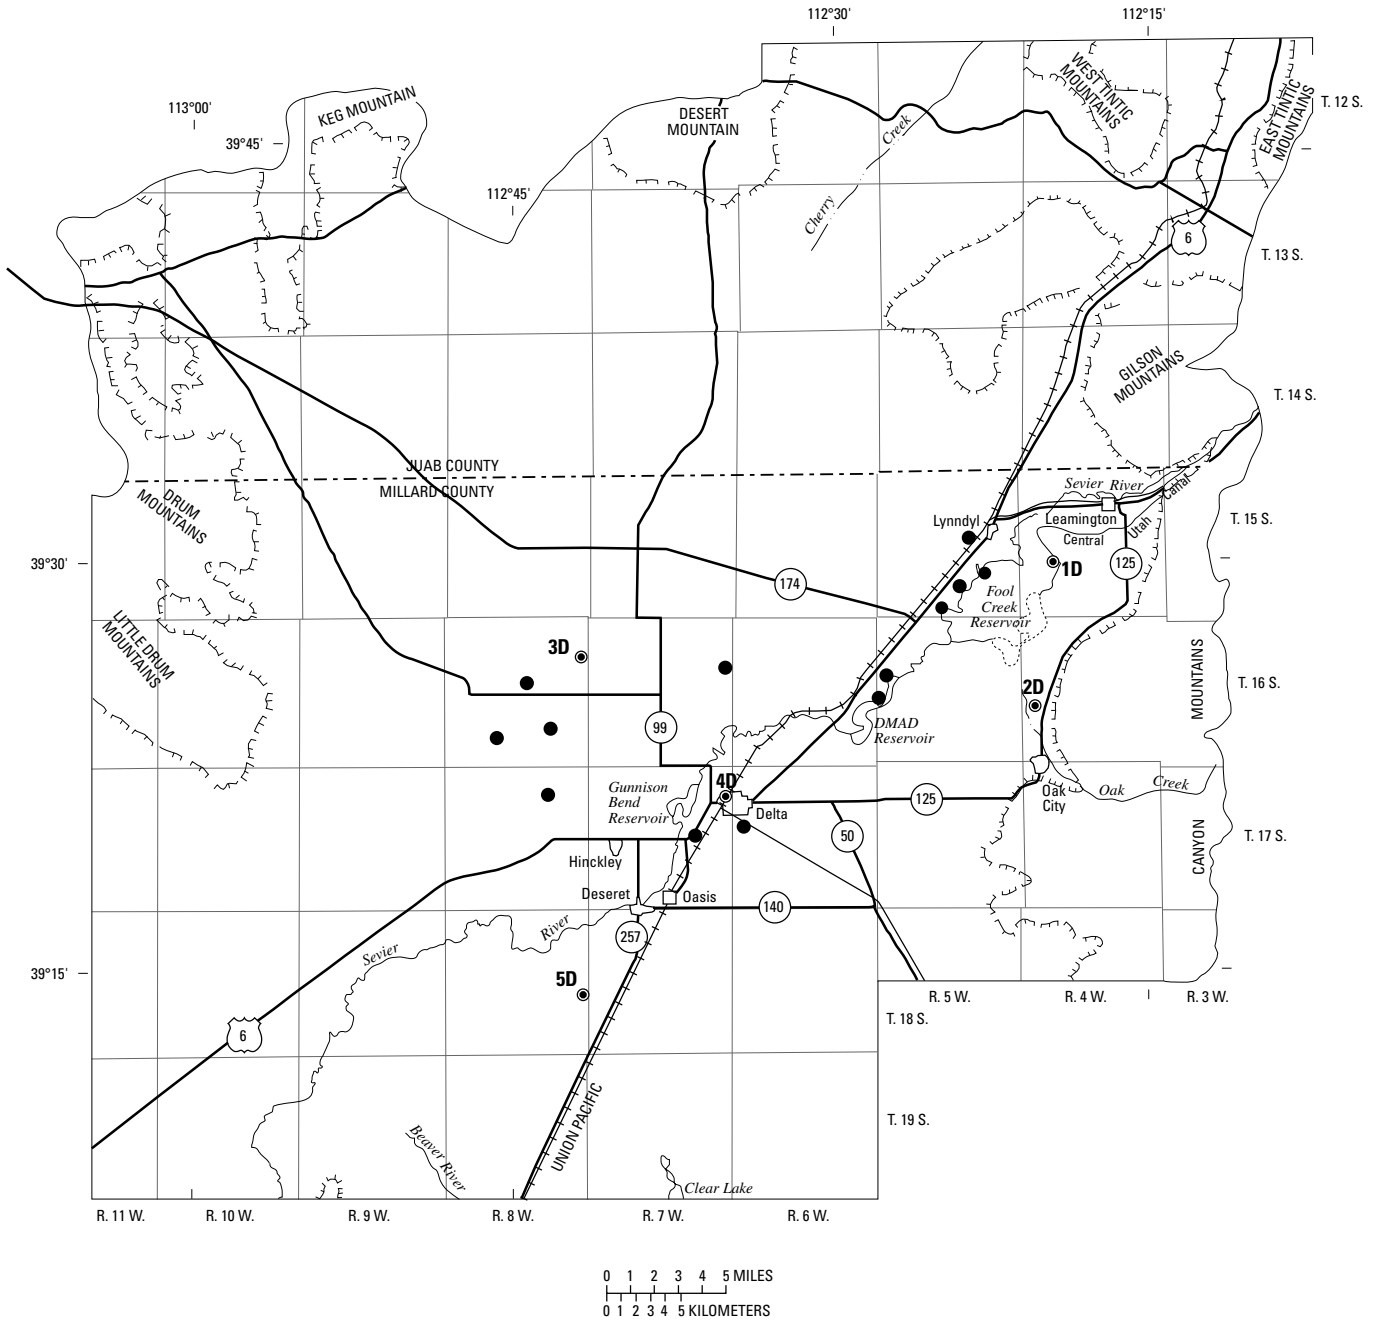 112°30'
112°15'
WEST TINTIC
MOUNTAINS
EAST TINTIC
MOUNTAINS
T. 12 S.
KEG MOUNTAIN
113°00'
DESERT
MOUNTAIN
Cherry Creek
39°45'
112°45'
6
T. 13 S.
GILSON
MOUNTAINS
T. 14 S.
JUAB COUNTY
MILLARD COUNTY
DRUM
MOUNTAINS
Sevier River
Lynndyl
Leamington
Central Utah Canal
T. 15 S.
39°30'
1D
125
174
Fool
Creek
Reservoir
LITTLE DRUM
MOUNTAINS
3D
2D
MOUNTAINS
T. 16 S.
99
DMAD
Reservoir
4D
Gunnison
Bend
Reservoir
Delta
125
Oak
City
Oak Creek
50
CANYON
T. 17 S.
Hinckley
Deseret
Oasis
140
257
Sevier River
39°15'
5D
R. 5 W.
R. 4 W.
R. 3 W.
T. 18 S.
6
UNION PACIFIC
T. 19 S.
Beaver River
Clear Lake
R. 11 W.
R. 10 W.
R. 9 W.
R. 8 W.
R. 7 W.
R. 6 W.
0 1 2 3 4 5 MILES
0 1 2 3 4 5 KILOMETERS